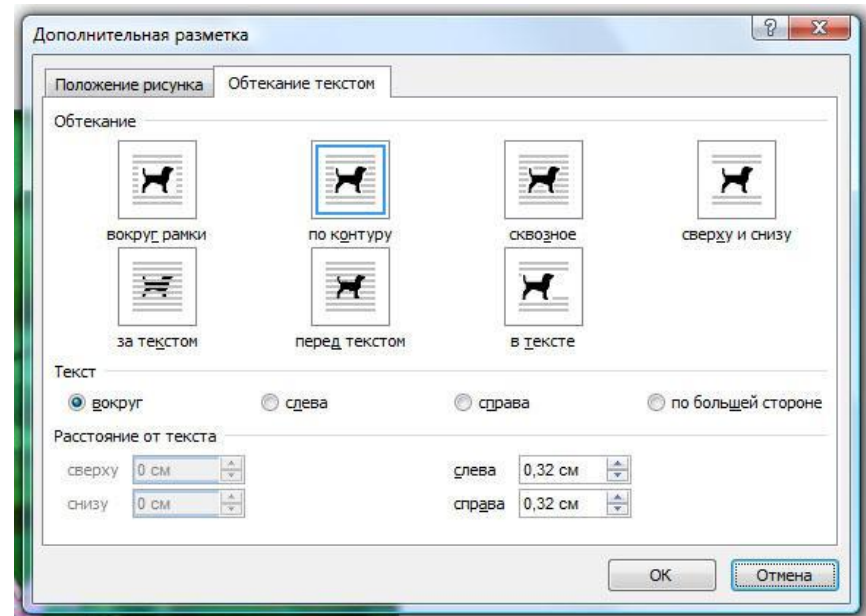 Дополнительная разметка
Положение рисунка Обтекание текстом
Обтекание
вокруг рамки по контуру сквозное сверху и снизу
за текстом перед текстом в тексте
Текст
вокруг слева справа по большей стороне
Расстояние от текста
сверху 0 см слева 0,32 см
снизу 0 см справа 0,32 см
ОК Отмена